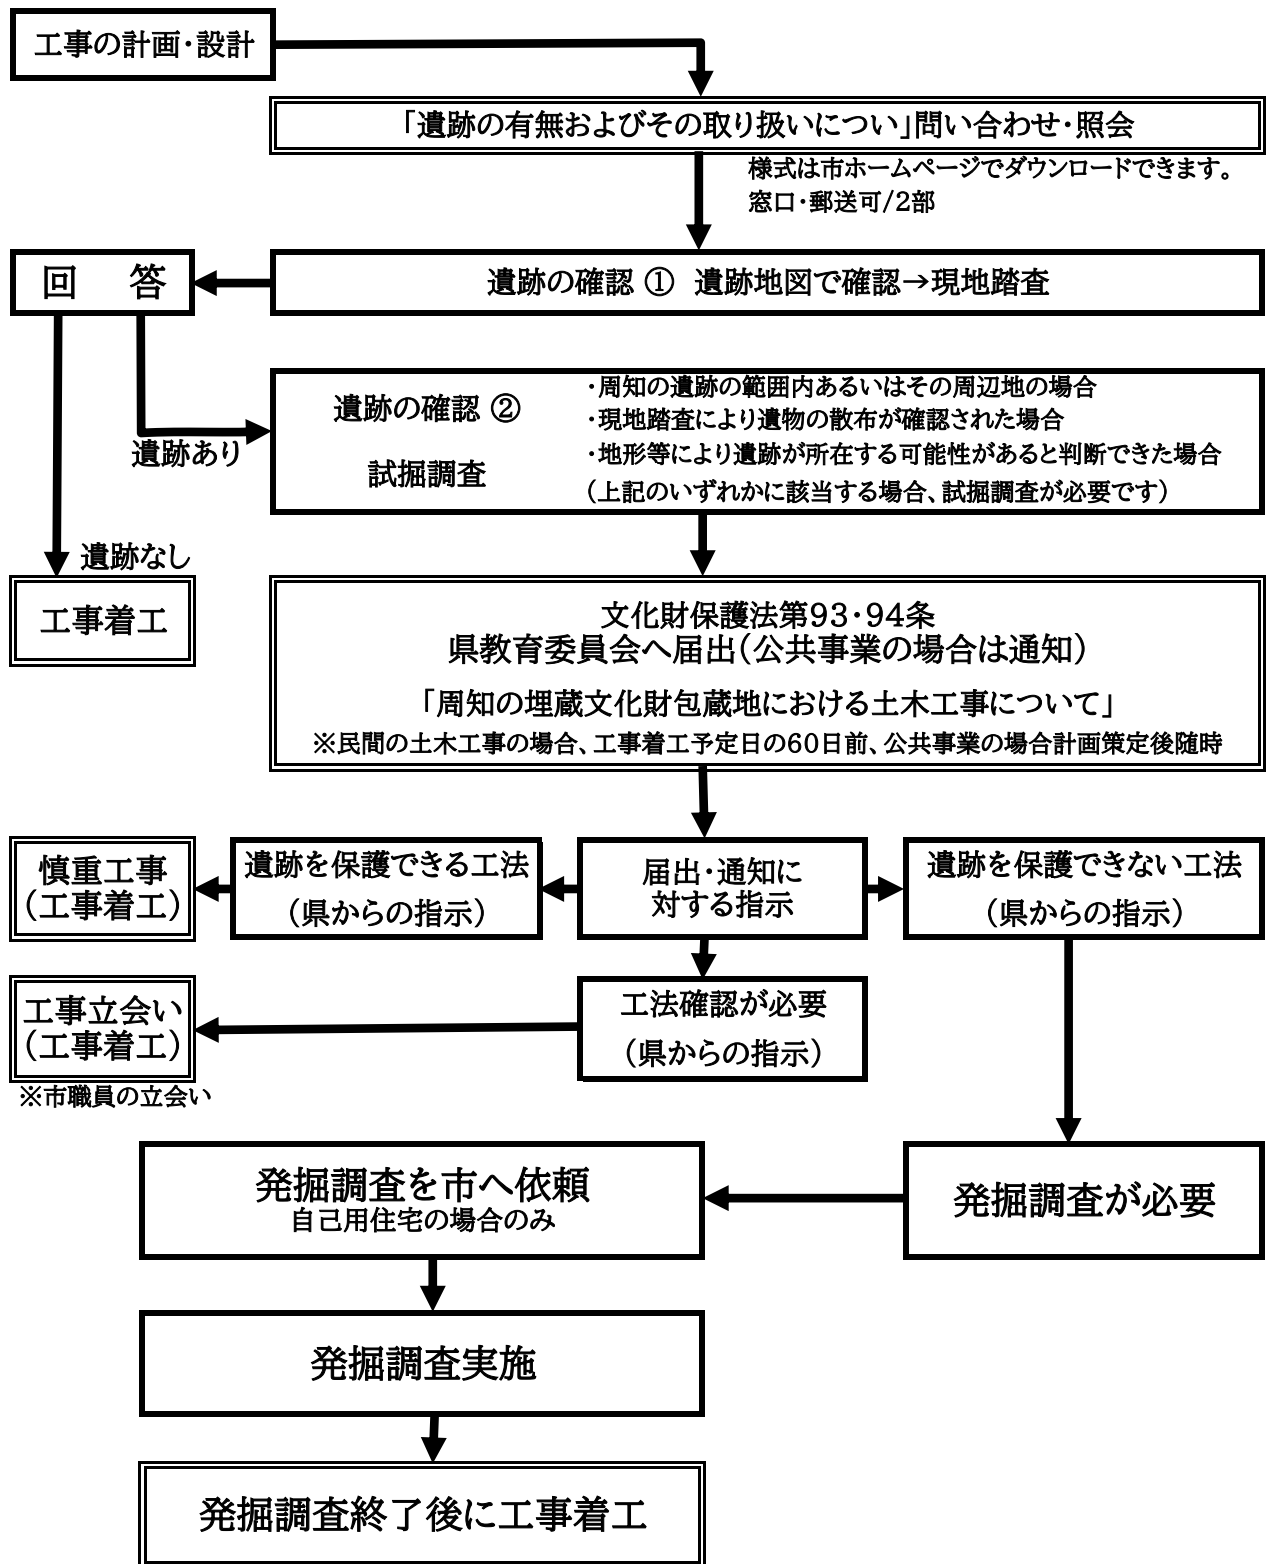 工事の計画・設計
「遺跡の有無およびその取り扱いについ」問い合わせ・照会
様式は市ホームページでダウンロードできます。
窓口・郵送可/2部
回　答
遺跡の確認 ①　遺跡地図で確認→現地踏査
遺跡の確認 ②
試掘調査
・周知の遺跡の範囲内あるいはその周辺地の場合
・現地踏査により遺物の散布が確認された場合
・地形等により遺跡が所在する可能性があると判断できた場合
（上記のいずれかに該当する場合、試掘調査が必要です）
遺跡あり
遺跡なし
工事着工
文化財保護法第93・94条
県教育委員会へ届出（公共事業の場合は通知）
「周知の埋蔵文化財包蔵地における土木工事について」
※民間の土木工事の場合、工事着工予定日の60日前、公共事業の場合計画策定後随時
慎重工事
（工事着工）
遺跡を保護できる工法
（県からの指示）
届出・通知に
対する指示
遺跡を保護できない工法
（県からの指示）
工事立会い
（工事着工）
※市職員の立会い
工法確認が必要
（県からの指示）
発掘調査を市へ依頼
自己用住宅の場合のみ
発掘調査が必要
発掘調査実施
発掘調査終了後に工事着工